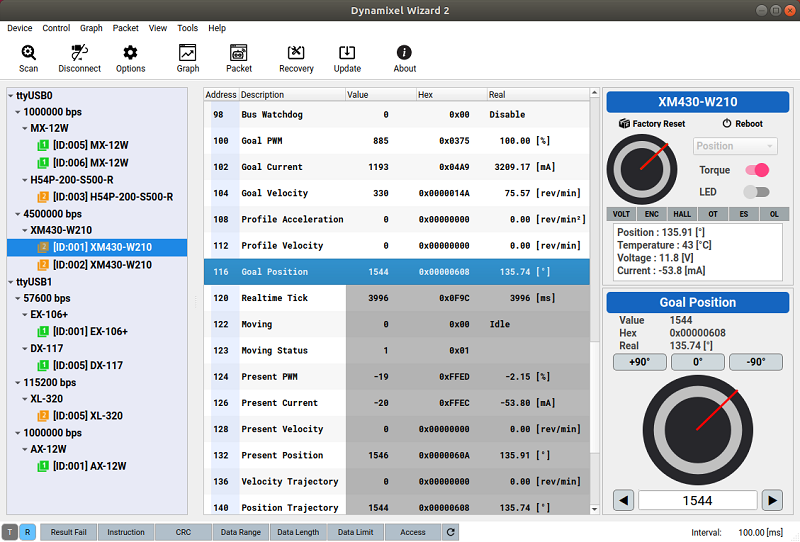 Dynamixel Wizard 2
Device Control Graph Packet View Tools Help
Scan Disconnect Options Graph Packet Recovery Update About
ttyUSB0
1000000 bps
MX-12W
1 [ID:005] MX-12W
1 [ID:006] MX-12W
H54P-200-S500-R
2 [ID:003] H54P-200-S500-R
4500000 bps
XM430-W210
2 [ID:001] XM430-W210
2 [ID:002] XM430-W210
ttyUSB1
57600 bps
EX-106+
1 [ID:001] EX-106+
DX-117
1 [ID:005] DX-117
115200 bps
XL-320
2 [ID:005] XL-320
1000000 bps
AX-12W
1 [ID:001] AX-12W
Address Description Value Hex Real
98 Bus Watchdog 0 0x00 Disable
100 Goal PWM 885 0x0375 100.00 [%]
102 Goal Current 1193 0x04A9 3209.17 [mA]
104 Goal Velocity 330 0x0000014A 75.57 [rev/min]
108 Profile Acceleration 0 0x00000000 0.00 [rev/min²]
112 Profile Velocity 0 0x00000000 0.00 [rev/min]
116 Goal Position 1544 0x00000608 135.74 [°]
120 Realtime Tick 3996 0x0F9C 3996 [ms]
122 Moving 0 0x00 Idle
123 Moving Status 1 0x01
124 Present PWM -19 0xFFED -2.15 [%]
126 Present Current -20 0xFFEC -53.80 [mA]
128 Present Velocity 0 0x00000000 0.00 [rev/min]
132 Present Position 1546 0x0000060A 135.91 [°]
136 Velocity Trajectory 0 0x00000000 0.00 [rev/min]
140 Position Trajectory 1544 0x00000608 135.74 [°]
XM430-W210
Factory Reset Reboot
Position
Torque
LED
VOLT ENC HALL OT ES OL
Position : 135.91 [°]
Temperature : 43 [°C]
Voltage : 11.8 [V]
Current : -53.8 [mA]
Goal Position
Value 1544
Hex 0x00000608
Real 135.74 [°]
+90° 0° -90°
1544
T R Result Fail Instruction CRC Data Range Data Length Data Limit Access Interval: 100.00 [ms]